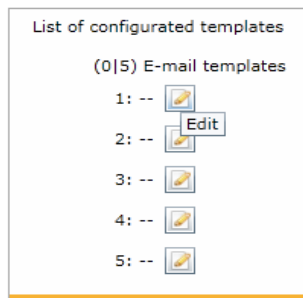 List of configurated templates
(0|5) E-mail templates
1: --
Edit
2: --
3: --
4: --
5: --